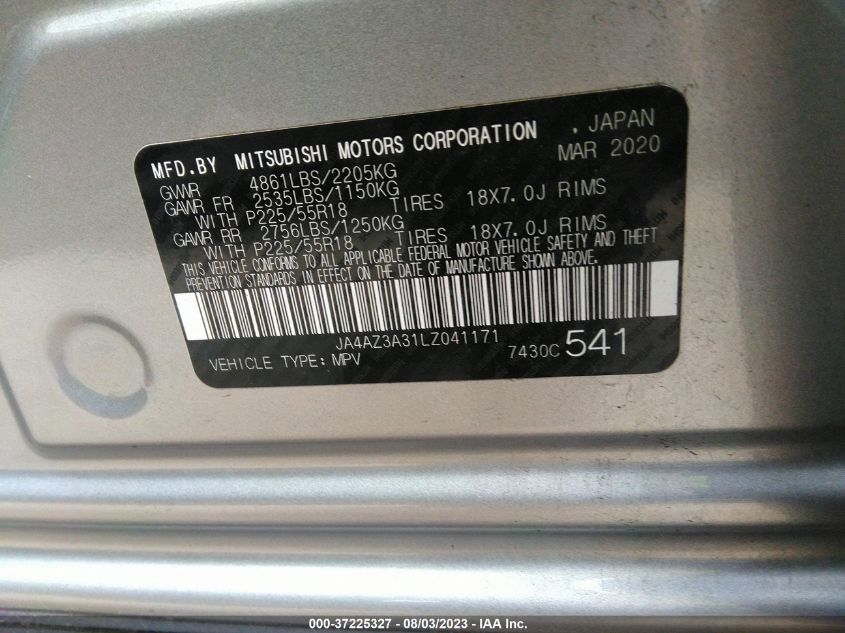 MFD.BY MITSUBISHI MOTORS CORPORATION . JAPAN
GVWR 4861LBS/2205KG MAR 2020
GAWR FR 2535LBS/1150KG
WITH P225/55R18 TIRES 18X7.0J RIMS
GAWR RR 2756LBS/1250KG
WITH P225/55R18 TIRES 18X7.0J RIMS
THIS VEHICLE CONFORMS TO ALL APPLICABLE FEDERAL MOTOR VEHICLE SAFETY AND THEFT
PREVENTION STANDARDS IN EFFECT ON THE DATE OF MANUFACTURE SHOWN ABOVE.
JA4AZ3A31LZ041171
VEHICLE TYPE: MPV 7430C 541
000-37225327 - 08/03/2023 - IAA Inc.